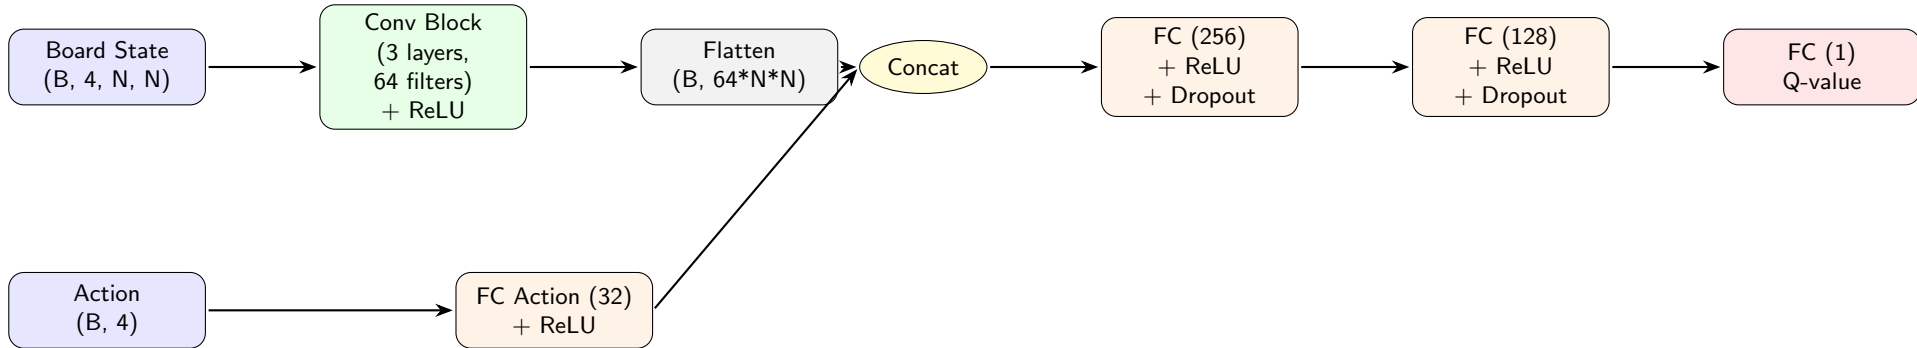 Board State
(B, 4, N, N)
Conv Block
(3 layers,
64 filters)
+ ReLU
Flatten
(B, 64*N*N)
Concat
FC (256)
+ ReLU
+ Dropout
FC (128)
+ ReLU
+ Dropout
FC (1)
Q-value
Action
(B, 4)
FC Action (32)
+ ReLU